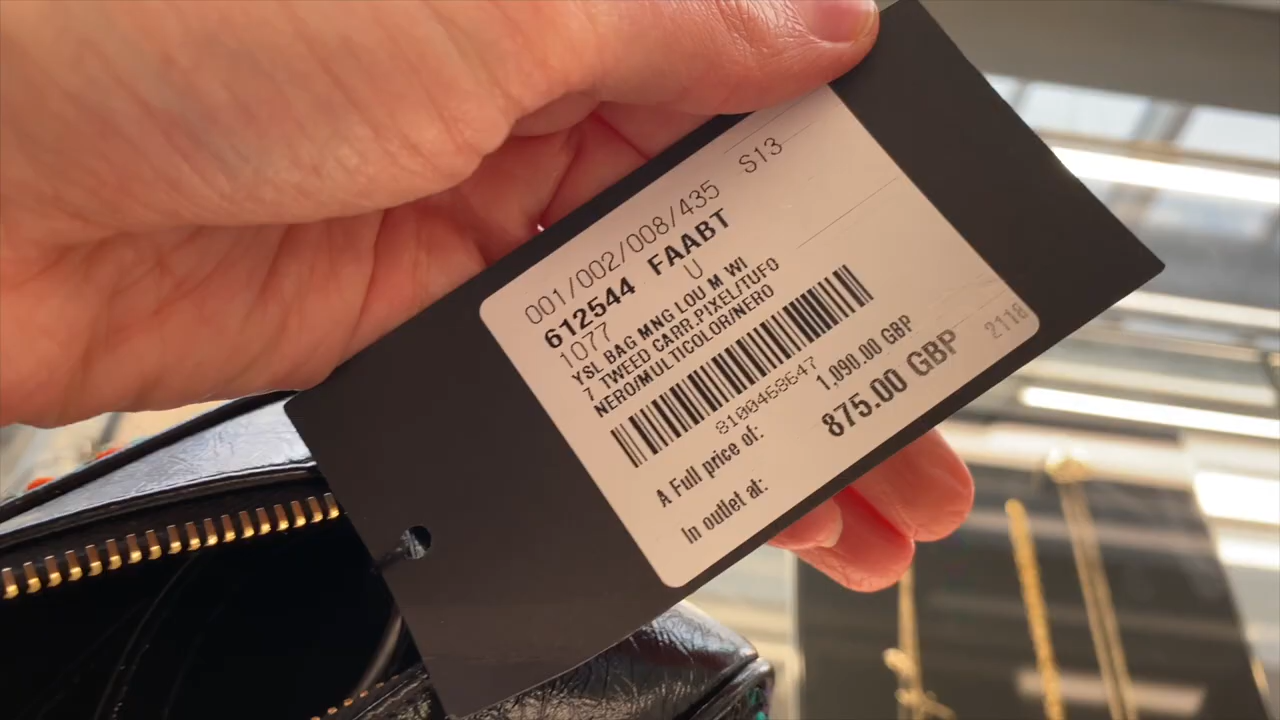 001/002/008/435 S13
612544 FAABT
1077 U
YSL BAG MNG LOU M WI
7 TWEED CARR.PIXEL/TUFO
NERO/MULTICOLOR/NERO
8100468647
A Full price of: 1,090.00 GBP
In outlet at: 875.00 GBP
2118